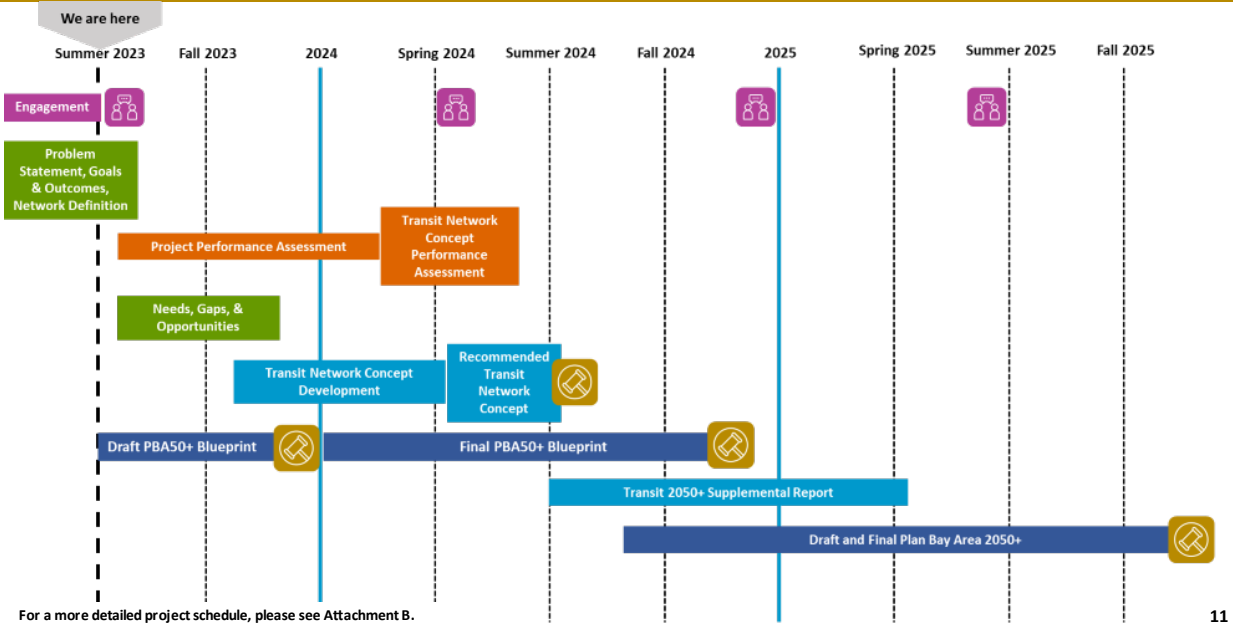 We are here
Summer 2023
Fall 2023
2024
Spring 2024
Summer 2024
Fall 2024
2025
Spring 2025
Summer 2025
Fall 2025
Engagement
Problem
Statement, Goals
& Outcomes,
Network Definition
Project Performance Assessment
Transit Network
Concept
Performance
Assessment
Needs, Gaps, &
Opportunities
Transit Network Concept
Development
Recommended
Transit
Network
Concept
Draft PBA50+ Blueprint
Final PBA50+ Blueprint
Transit 2050+ Supplemental Report
Draft and Final Plan Bay Area 2050+
For a more detailed project schedule, please see Attachment B.
11